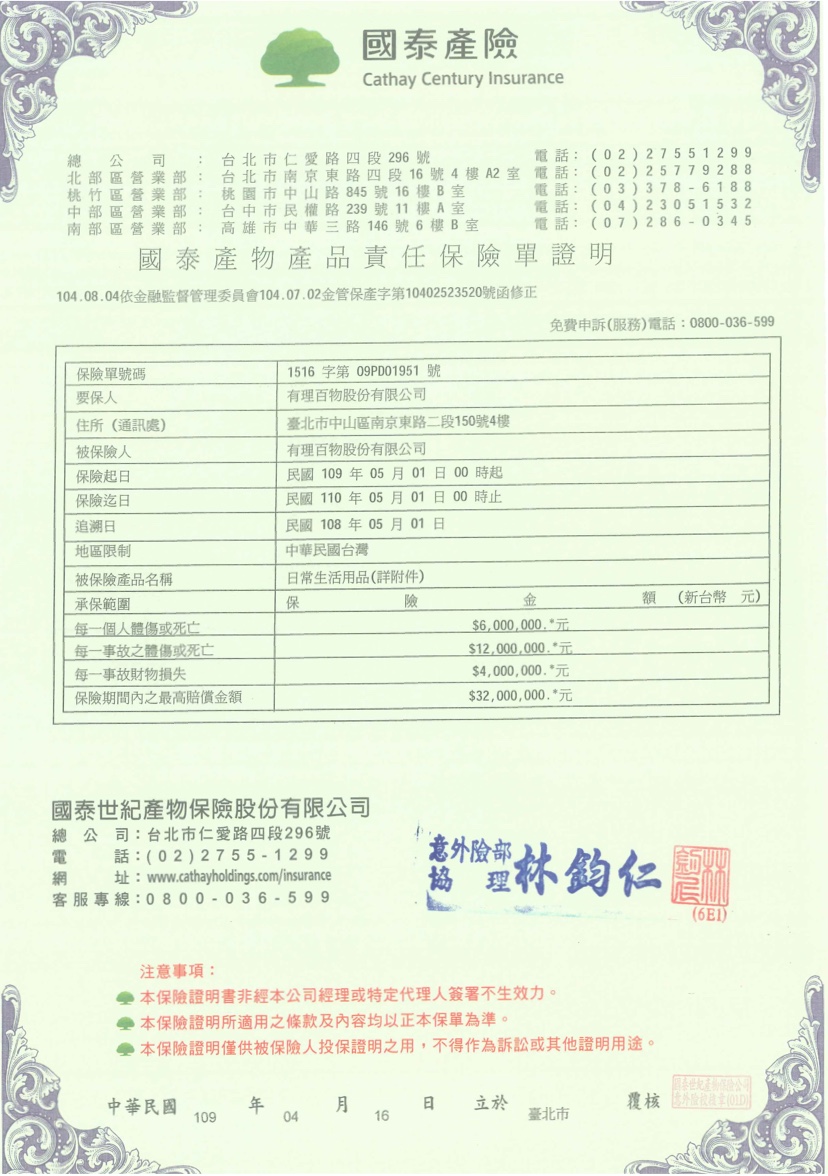 國泰產險
Cathay Century Insurance
總公司：台北市仁愛路四段296號 電話：(02)27551299
北部區營業部：台北市南京東路四段16號4樓A2室 電話：(02)25779288
桃竹區營業部：桃園市中山路845號16樓B室 電話：(03)378-6188
中部區營業部：台中市民權路239號11樓A室 電話：(04)23051532
南部區營業部：高雄市中華三路146號6樓B室 電話：(07)286-0345
國泰產物產品責任保險單證明
104.08.04依金融監督管理委員會104.07.02金管保產字第10402523520號函修正
免費申訴(服務)電話：0800-036-599
保險單號碼 1516 字第 09PD01951 號
要保人 有理百物股份有限公司
住所（通訊處） 臺北市中山區南京東路二段150號4樓
被保險人 有理百物股份有限公司
保險起日 民國 109 年 05 月 01 日 00 時起
保險迄日 民國 110 年 05 月 01 日 00 時止
追溯日 民國 108 年 05 月 01 日
地區限制 中華民國台灣
被保險產品名稱 日常生活用品(詳附件)
承保範圍 保險金額（新台幣 元）
每一個人體傷或死亡 $6,000,000.*元
每一事故之體傷或死亡 $12,000,000.*元
每一事故財物損失 $4,000,000.*元
保險期間內之最高賠償金額 $32,000,000.*元
國泰世紀產物保險股份有限公司
總公司：台北市仁愛路四段296號
電話：(02)2755-1299
網址：www.cathayholdings.com/insurance
客服專線：0800-036-599
意外險部
協理 林鈞仁
(6E1)
注意事項：
本保險證明書非經本公司經理或特定代理人簽署不生效力。
本保險證明所適用之條款及內容均以正本保單為準。
本保險證明僅供被保險人投保證明之用，不得作為訴訟或其他證明用途。
中華民國 109 年 04 月 16 日 立於 臺北市 覆核